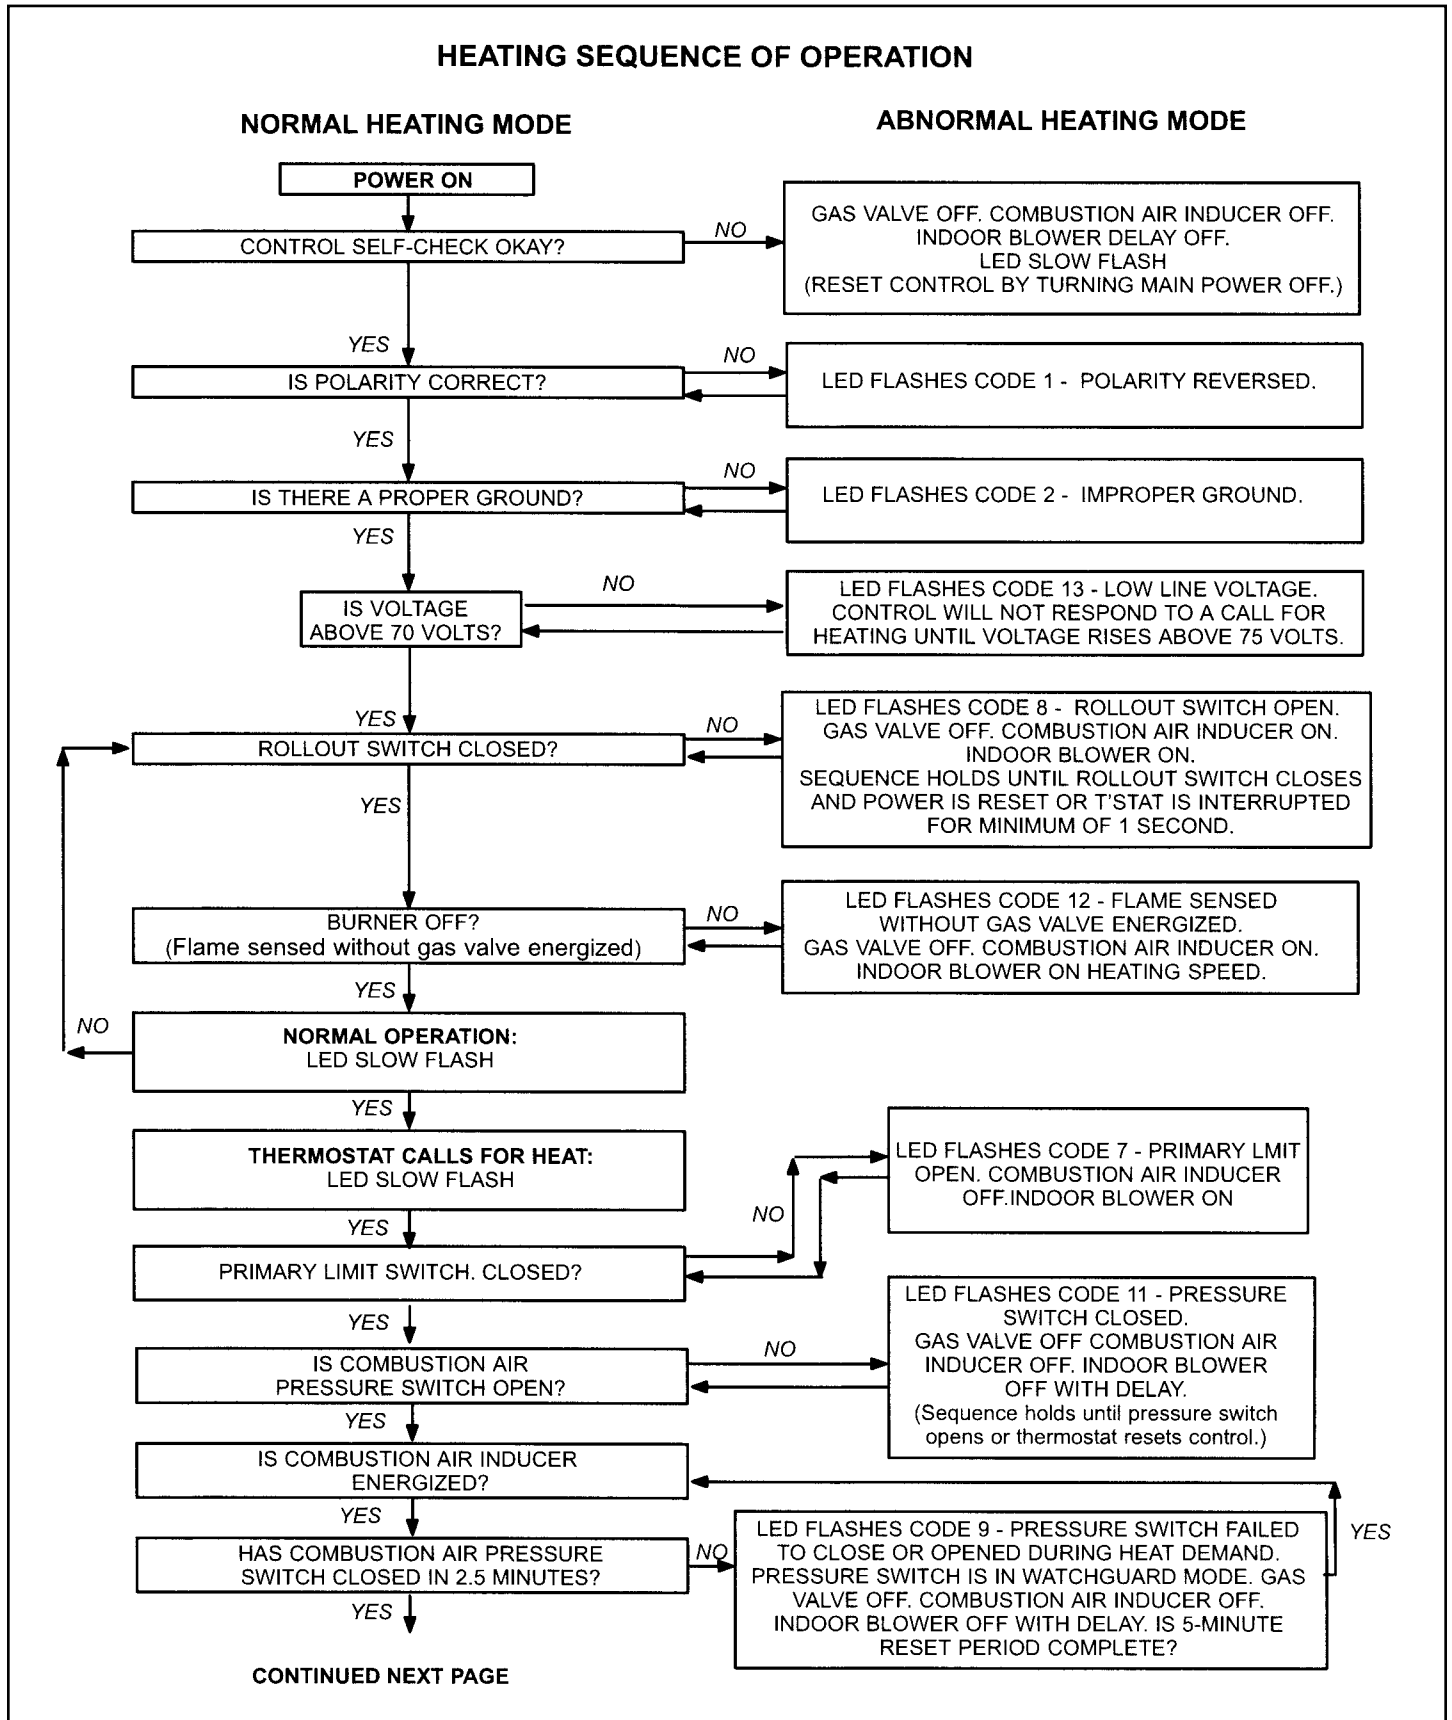 HEATING SEQUENCE OF OPERATION
NORMAL HEATING MODE
ABNORMAL HEATING MODE
POWER ON
CONTROL SELF-CHECK OKAY?
NO
GAS VALVE OFF. COMBUSTION AIR INDUCER OFF.
INDOOR BLOWER DELAY OFF.
LED SLOW FLASH
(RESET CONTROL BY TURNING MAIN POWER OFF.)
YES
IS POLARITY CORRECT?
NO
LED FLASHES CODE 1 - POLARITY REVERSED.
YES
IS THERE A PROPER GROUND?
NO
LED FLASHES CODE 2 - IMPROPER GROUND.
YES
IS VOLTAGE
ABOVE 70 VOLTS?
NO
LED FLASHES CODE 13 - LOW LINE VOLTAGE.
CONTROL WILL NOT RESPOND TO A CALL FOR
HEATING UNTIL VOLTAGE RISES ABOVE 75 VOLTS.
YES
ROLLOUT SWITCH CLOSED?
NO
LED FLASHES CODE 8 - ROLLOUT SWITCH OPEN.
GAS VALVE OFF. COMBUSTION AIR INDUCER ON.
INDOOR BLOWER ON.
SEQUENCE HOLDS UNTIL ROLLOUT SWITCH CLOSES
AND POWER IS RESET OR T'STAT IS INTERRUPTED
FOR MINIMUM OF 1 SECOND.
YES
BURNER OFF?
(Flame sensed without gas valve energized)
NO
LED FLASHES CODE 12 - FLAME SENSED
WITHOUT GAS VALVE ENERGIZED.
GAS VALVE OFF. COMBUSTION AIR INDUCER ON.
INDOOR BLOWER ON HEATING SPEED.
YES
NO
NORMAL OPERATION:
LED SLOW FLASH
YES
THERMOSTAT CALLS FOR HEAT:
LED SLOW FLASH
YES
NO
LED FLASHES CODE 7 - PRIMARY LMIT
OPEN. COMBUSTION AIR INDUCER
OFF.INDOOR BLOWER ON
PRIMARY LIMIT SWITCH. CLOSED?
YES
IS COMBUSTION AIR
PRESSURE SWITCH OPEN?
NO
LED FLASHES CODE 11 - PRESSURE
SWITCH CLOSED.
GAS VALVE OFF COMBUSTION AIR
INDUCER OFF. INDOOR BLOWER
OFF WITH DELAY.
(Sequence holds until pressure switch
opens or thermostat resets control.)
YES
IS COMBUSTION AIR INDUCER
ENERGIZED?
YES
HAS COMBUSTION AIR PRESSURE
SWITCH CLOSED IN 2.5 MINUTES?
NO
LED FLASHES CODE 9 - PRESSURE SWITCH FAILED
TO CLOSE OR OPENED DURING HEAT DEMAND.
PRESSURE SWITCH IS IN WATCHGUARD MODE. GAS
VALVE OFF. COMBUSTION AIR INDUCER OFF.
INDOOR BLOWER OFF WITH DELAY. IS 5-MINUTE
RESET PERIOD COMPLETE?
YES
YES
CONTINUED NEXT PAGE